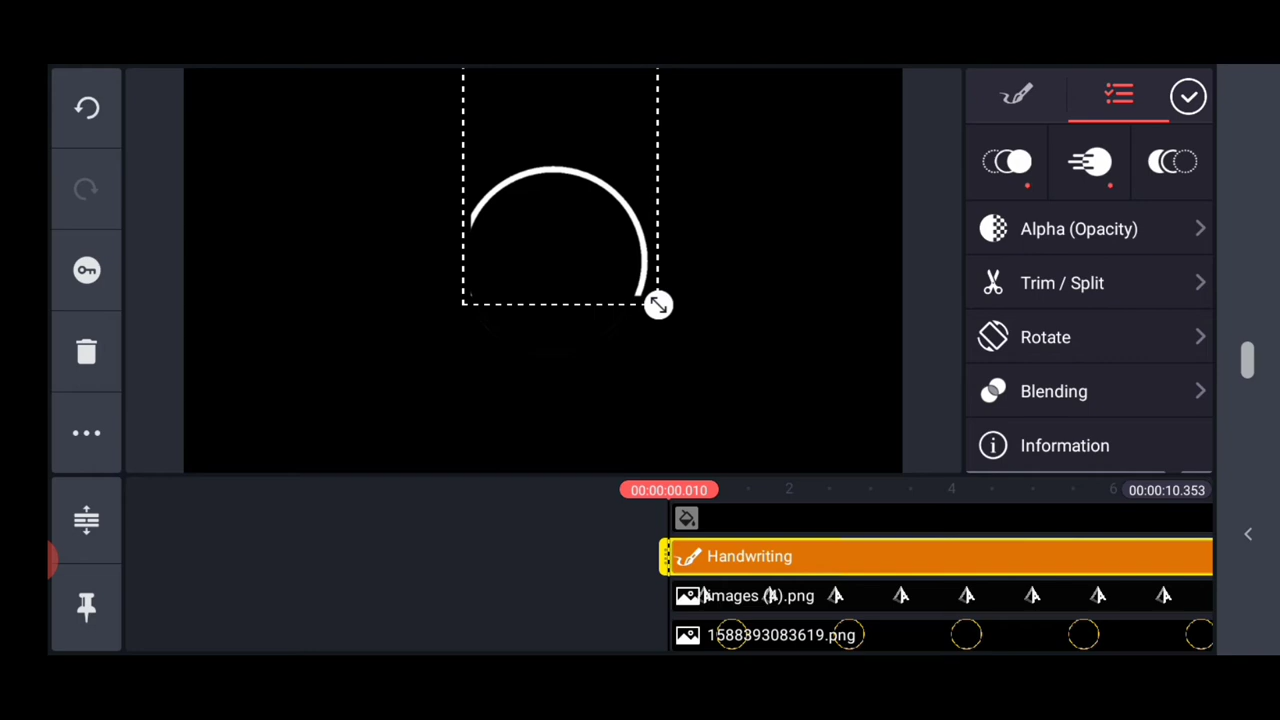 Alpha (Opacity)
Trim / Split
Rotate
Blending
Information
00:00:00.010
2
4
6
00:00:10.353
Handwriting
images (4).png
1588393083619.png